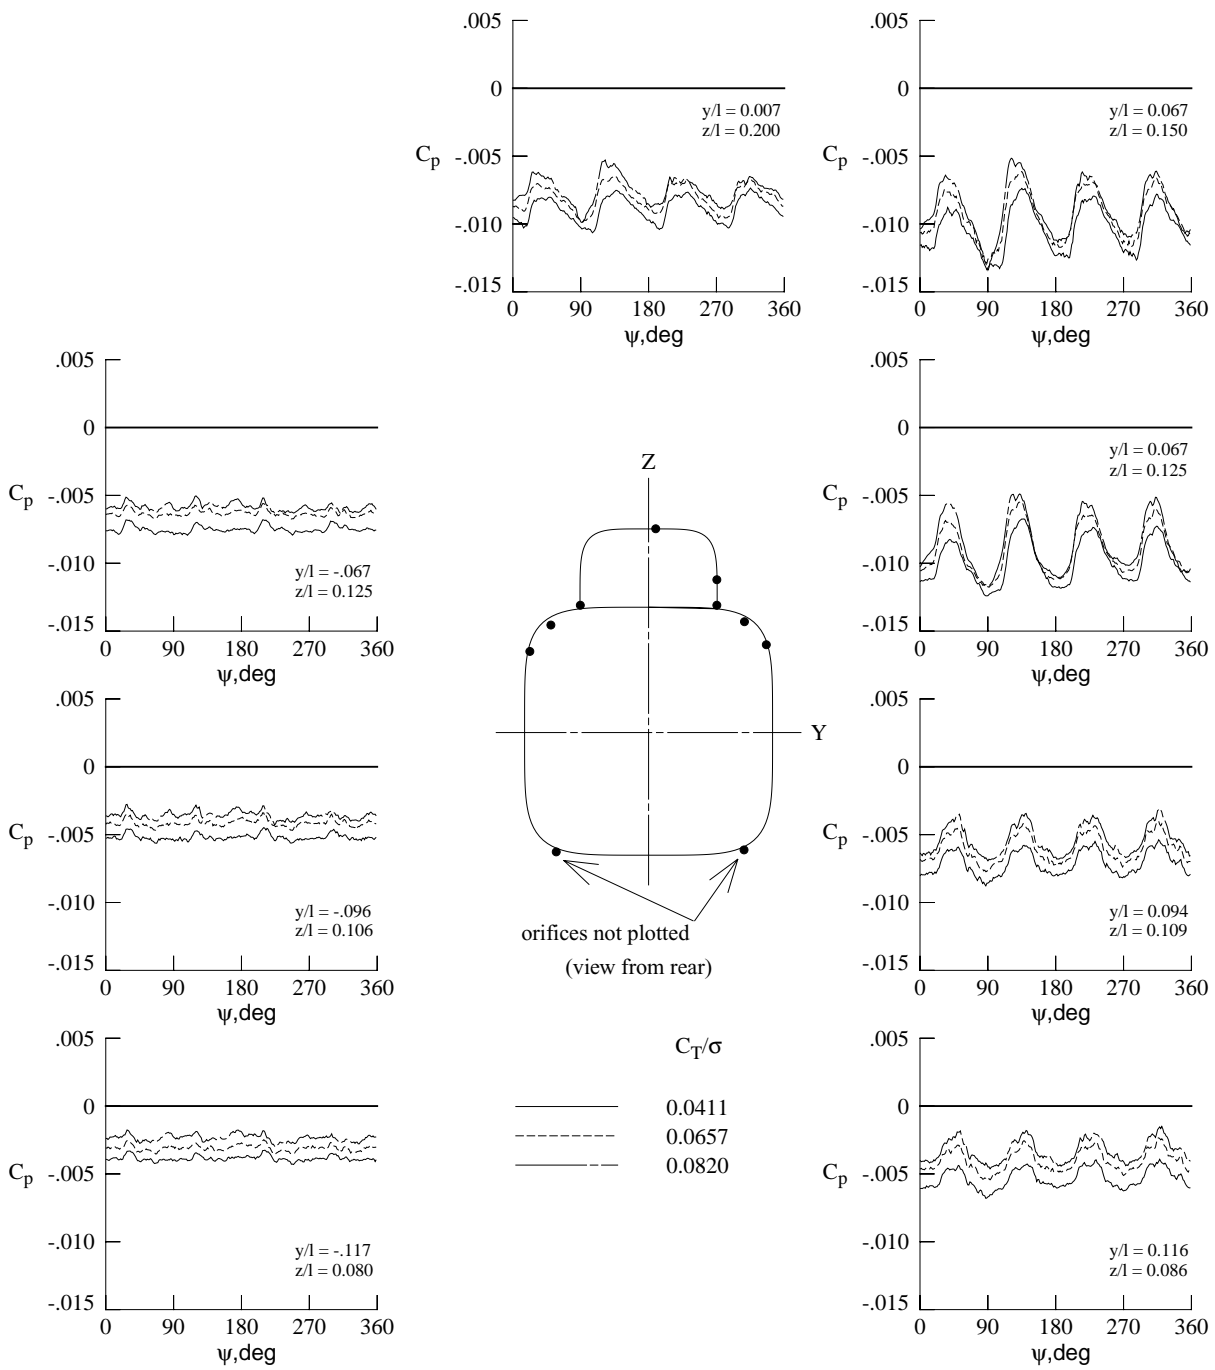 .005
0
-.005
-.010
-.015
C_p
y/l = 0.007
z/l = 0.200
0 90 180 270 360
ψ,deg
.005
0
-.005
-.010
-.015
C_p
y/l = 0.067
z/l = 0.150
0 90 180 270 360
ψ,deg
.005
0
-.005
-.010
-.015
C_p
y/l = -.067
z/l = 0.125
0 90 180 270 360
ψ,deg
Z
Y
orifices not plotted
(view from rear)
.005
0
-.005
-.010
-.015
C_p
y/l = 0.067
z/l = 0.125
0 90 180 270 360
ψ,deg
.005
0
-.005
-.010
-.015
C_p
y/l = -.096
z/l = 0.106
0 90 180 270 360
ψ,deg
.005
0
-.005
-.010
-.015
C_p
y/l = 0.094
z/l = 0.109
0 90 180 270 360
ψ,deg
.005
0
-.005
-.010
-.015
C_p
y/l = -.117
z/l = 0.080
0 90 180 270 360
ψ,deg
C_T/σ
0.0411
0.0657
0.0820
.005
0
-.005
-.010
-.015
C_p
y/l = 0.116
z/l = 0.086
0 90 180 270 360
ψ,deg